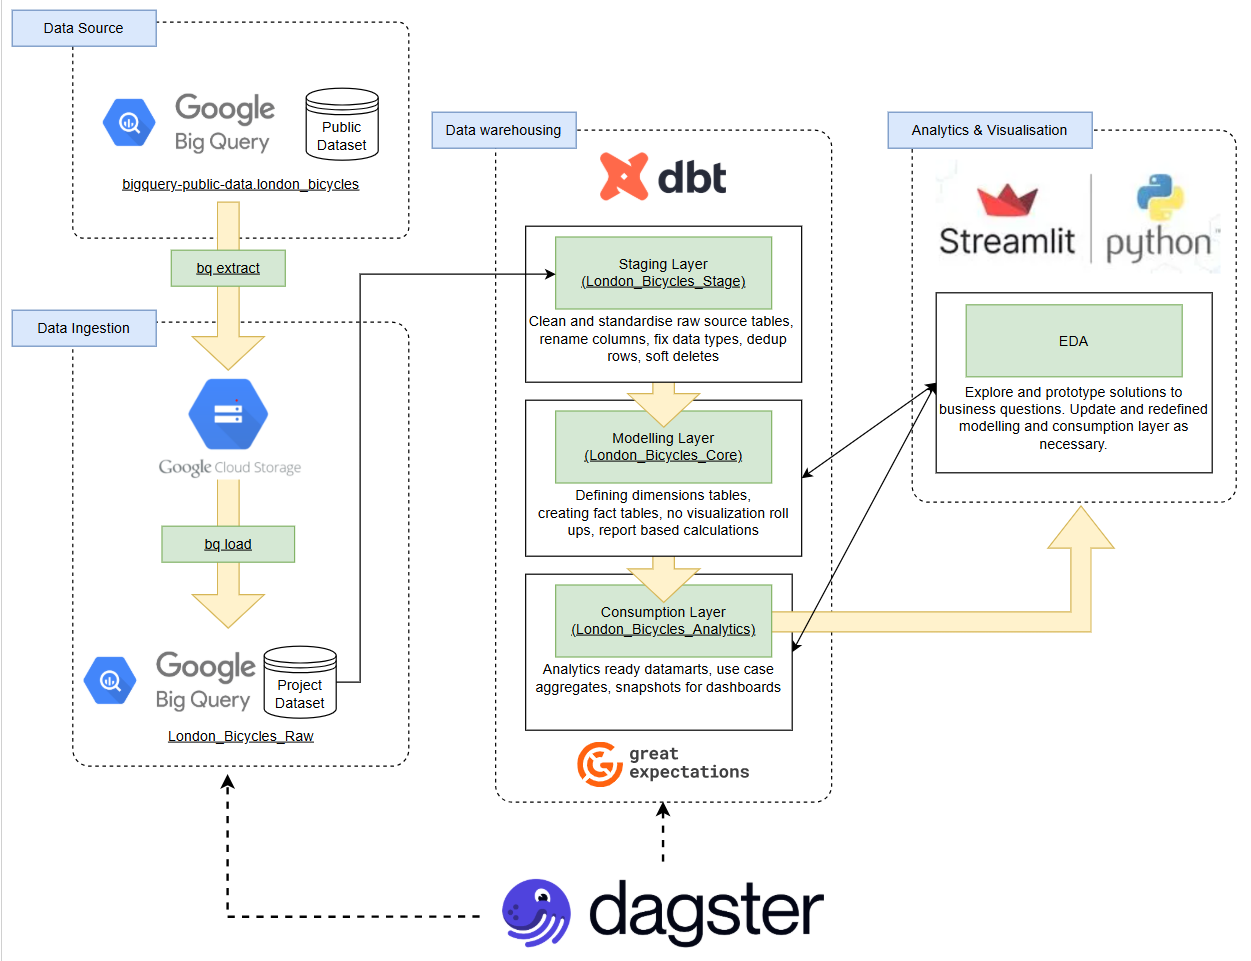 Data Source
Google
Big Query
Public
Dataset
bigquery-public-data.london_bicycles
bq extract
Data Ingestion
Google Cloud Storage
bq load
Google
Big Query
Project
Dataset
London_Bicycles_Raw
Data warehousing
dbt
Staging Layer
(London_Bicycles_Stage)
Clean and standardise raw source tables,
rename columns, fix data types, dedup
rows, soft deletes
Modelling Layer
(London_Bicycles_Core)
Defining dimensions tables,
creating fact tables, no visualization roll
ups, report based calculations
Consumption Layer
(London_Bicycles_Analytics)
Analytics ready datamarts, use case
aggregates, snapshots for dashboards
great
expectations
Analytics & Visualisation
Streamlit
python
EDA
Explore and prototype solutions to
business questions. Update and redefined
modelling and consumption layer as
necessary.
dagster